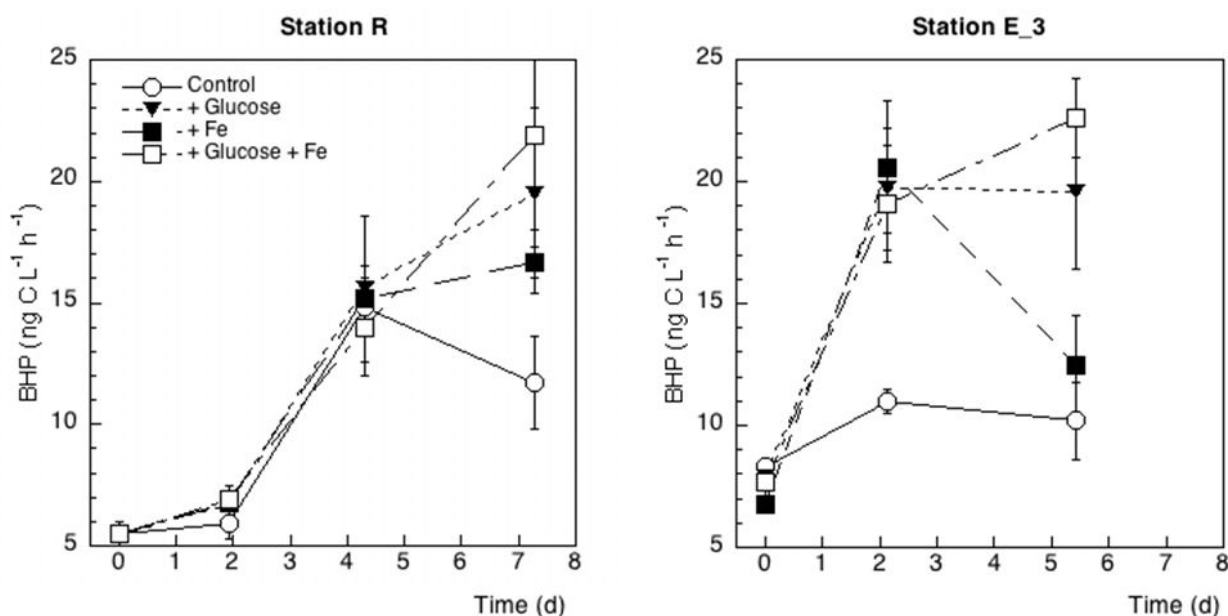 Station R
25
20
15
10
5
BHP (ng C L⁻¹ h⁻¹)
Control
+ Glucose
+ Fe
+ Glucose + Fe
0 1 2 3 4 5 6 7 8
Time (d)
Station E_3
25
20
15
10
5
BHP (ng C L⁻¹ h⁻¹)
0 1 2 3 4 5 6 7 8
Time (d)